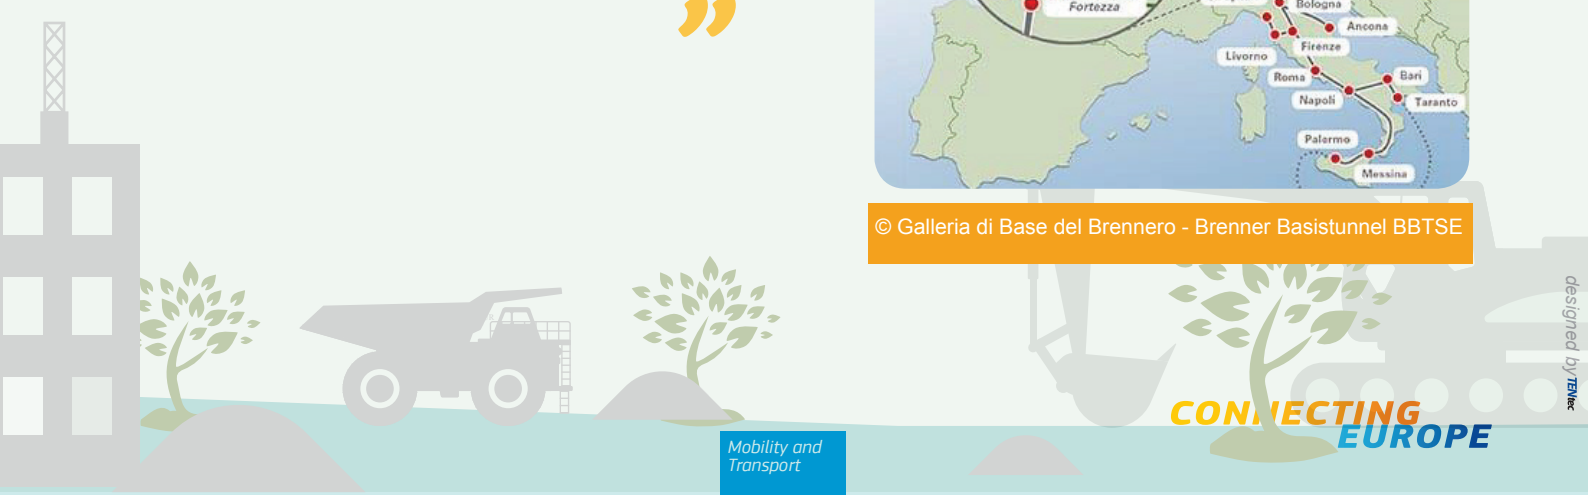 ”
Fortezza
Bologna
Ancona
Firenze
Livorno
Roma
Bari
Napoli
Taranto
Palermo
Messina
© Galleria di Base del Brennero - Brenner Basistunnel BBTSE
designed by TENtec
CONNECTING
EUROPE
Mobility and
Transport